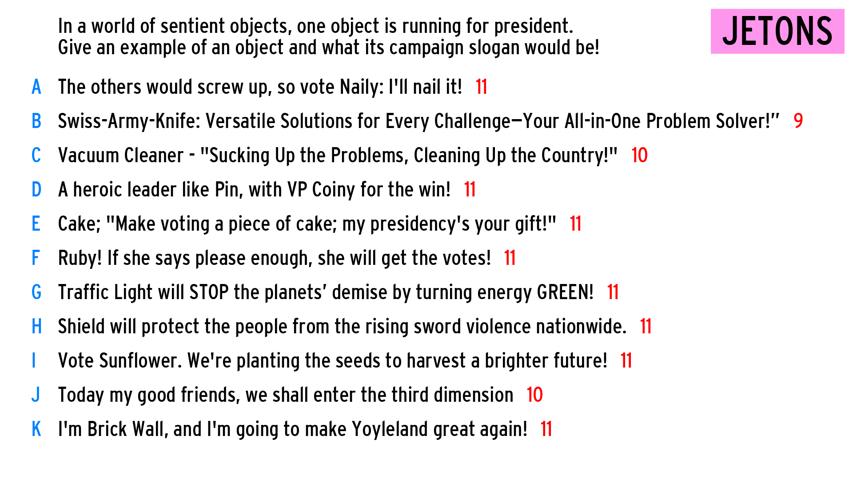 In a world of sentient objects, one object is running for president.
Give an example of an object and what its campaign slogan would be!
JETONS
A The others would screw up, so vote Naily: I'll nail it! 11
B Swiss-Army-Knife: Versatile Solutions for Every Challenge—Your All-in-One Problem Solver!” 9
C Vacuum Cleaner - "Sucking Up the Problems, Cleaning Up the Country!" 10
D A heroic leader like Pin, with VP Coiny for the win! 11
E Cake; "Make voting a piece of cake; my presidency's your gift!" 11
F Ruby! If she says please enough, she will get the votes! 11
G Traffic Light will STOP the planets’ demise by turning energy GREEN! 11
H Shield will protect the people from the rising sword violence nationwide. 11
I Vote Sunflower. We're planting the seeds to harvest a brighter future! 11
J Today my good friends, we shall enter the third dimension 10
K I'm Brick Wall, and I'm going to make Yoyleland great again! 11